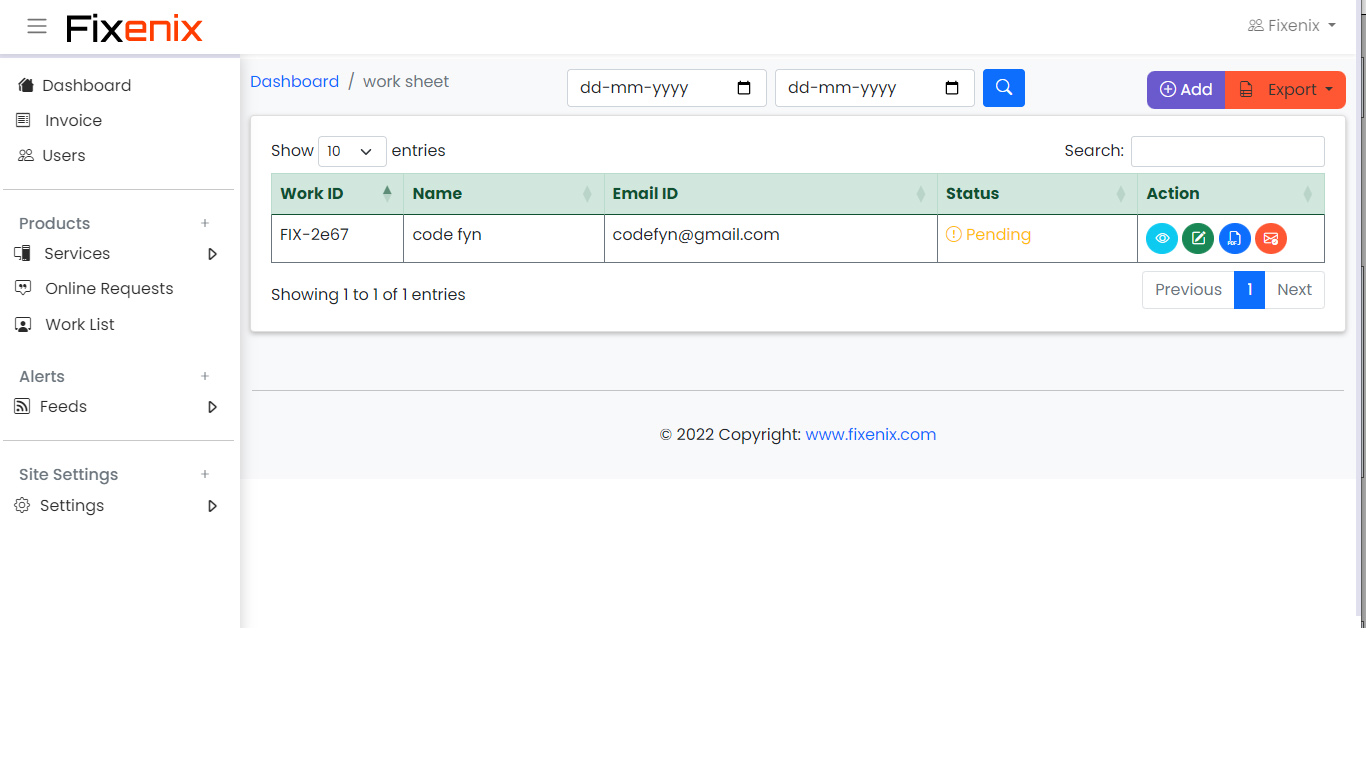 Fixenix
Fixenix
Dashboard
Invoice
Users
Products +
Services
Online Requests
Work List
Alerts +
Feeds
Site Settings +
Settings
Dashboard / work sheet
dd-mm-yyyy
dd-mm-yyyy
Add
Export
Show 10 entries
Search:
Work ID Name Email ID Status Action
FIX-2e67 code fyn codefyn@gmail.com Pending
PDF
Showing 1 to 1 of 1 entries
Previous 1 Next
© 2022 Copyright: www.fixenix.com